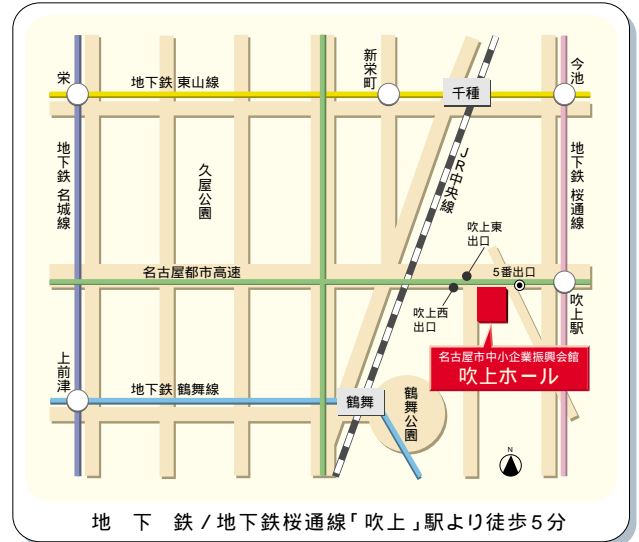 栄
地下鉄 東山線
新栄町
千種
今池
地下鉄 名城線
久屋公園
JR中央線
地下鉄 桜通線
吹上東
出口
名古屋都市高速
5番出口
吹上西
出口
吹上駅
名古屋市中小企業振興会館
吹上ホール
上前津
地下鉄 鶴舞線
鶴舞
鶴舞公園
N
地 下 鉄 / 地下鉄桜通線「吹上」駅より徒歩5分